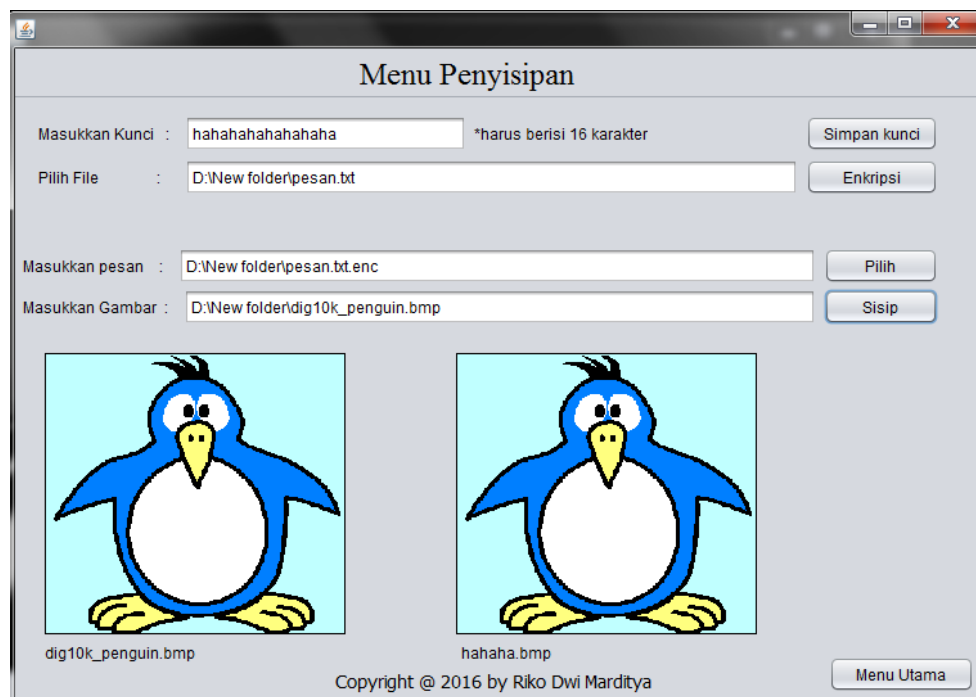 Menu Penyisipan
Masukkan Kunci : hahahahahahahaha *harus berisi 16 karakter Simpan kunci
Pilih File : D:\New folder\pesan.txt Enkripsi
Masukkan pesan : D:\New folder\pesan.txt.enc Pilih
Masukkan Gambar : D:\New folder\dig10k_penguin.bmp Sisip
dig10k_penguin.bmp hahaha.bmp
Copyright @ 2016 by Riko Dwi Marditya Menu Utama